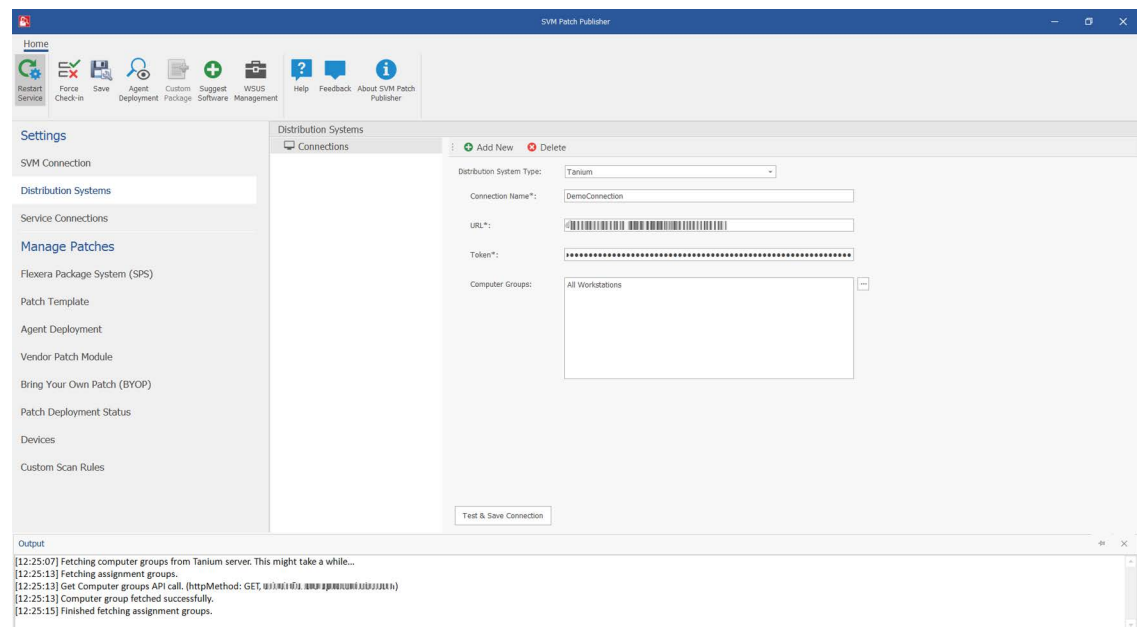 SVM Patch Publisher
Home
Restart Service
Force Check-in
Save
Agent Deployment
Custom Package
Suggest Software
WSUS Management
Help
Feedback
About SVM Patch Publisher
Settings
SVM Connection
Distribution Systems
Service Connections
Manage Patches
Flexera Package System (SPS)
Patch Template
Agent Deployment
Vendor Patch Module
Bring Your Own Patch (BYOP)
Patch Deployment Status
Devices
Custom Scan Rules
Distribution Systems
Connections
Add New Delete
Distribution System Type: Tanium
Connection Name*: DemoConnection
URL*:
Token*:
Computer Groups: All Workstations
...
Test & Save Connection
Output
[12:25:07] Fetching computer groups from Tanium server. This might take a while...
[12:25:13] Fetching assignment groups.
[12:25:13] Get Computer groups API call. (httpMethod: GET,
[12:25:13] Computer group fetched successfully.
[12:25:15] Finished fetching assignment groups.